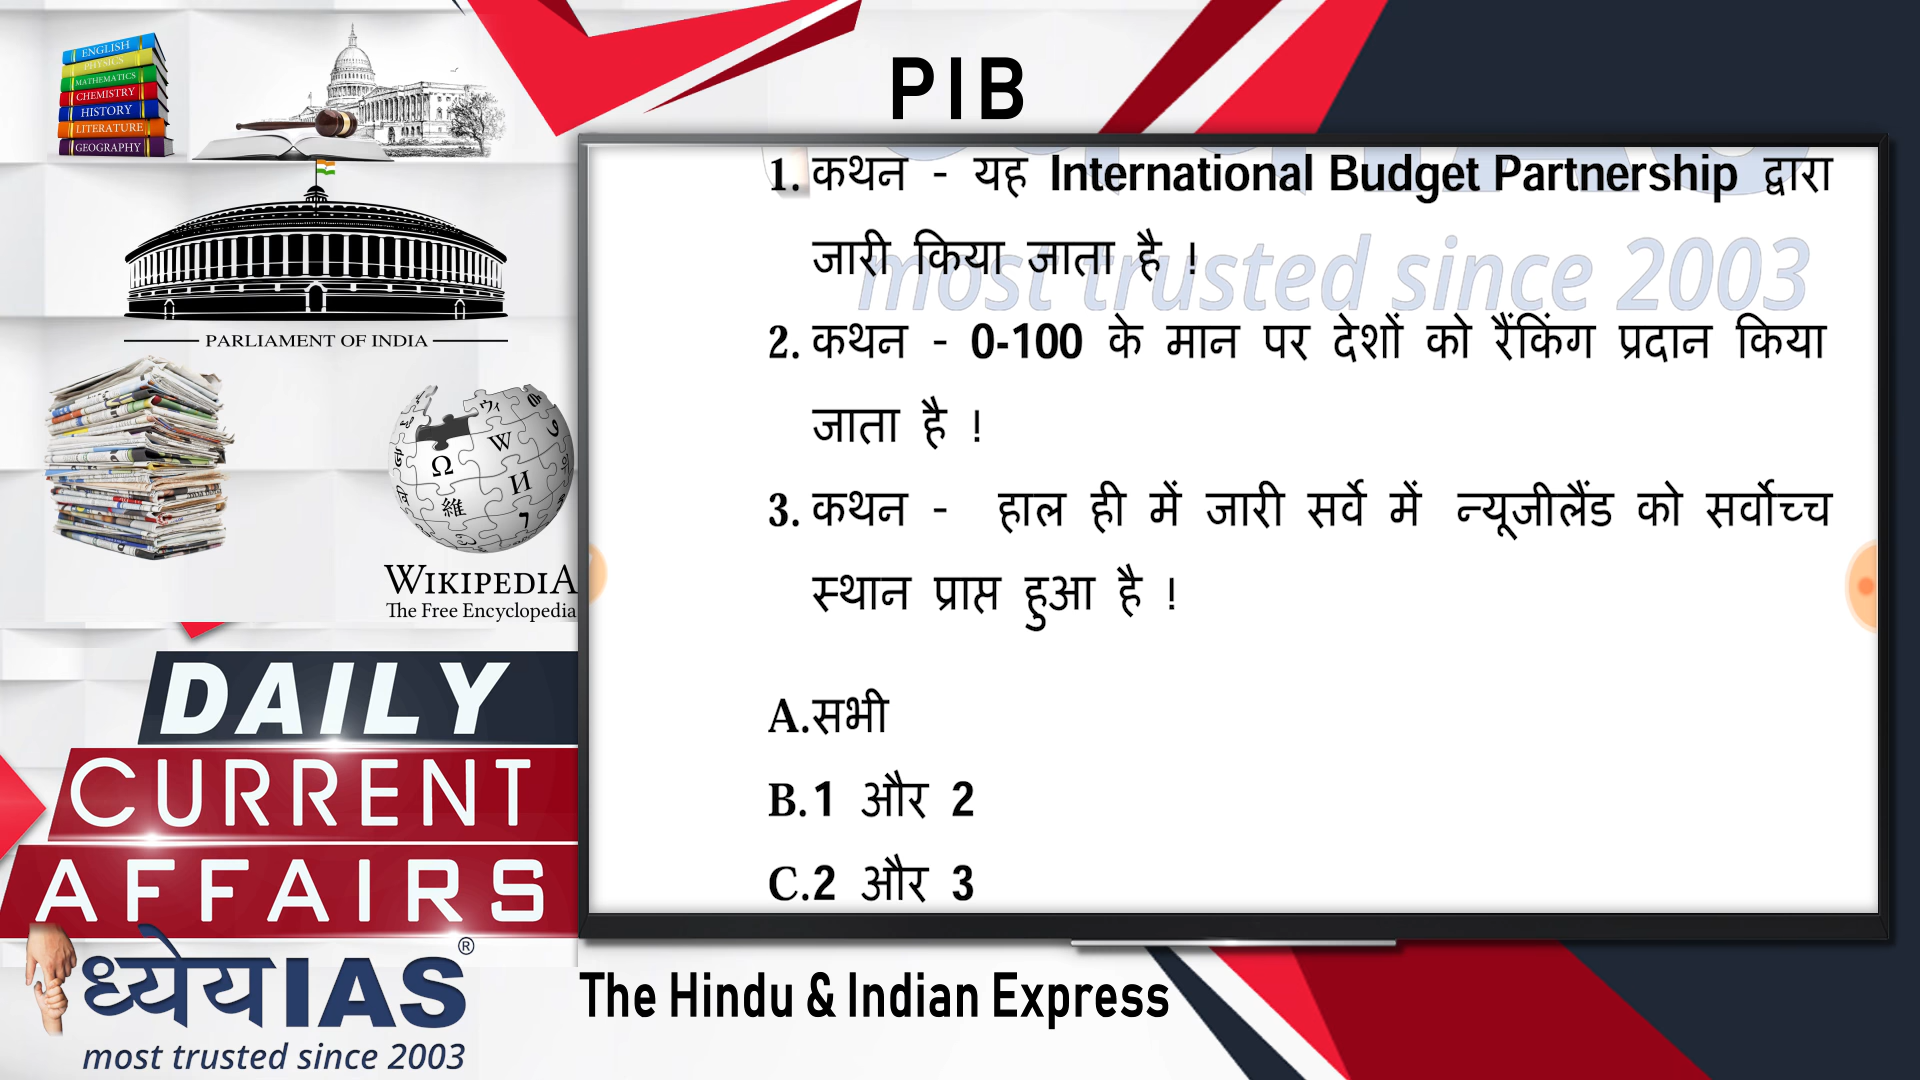 ENGLISH
PHYSICS
MATHEMATICS
CHEMISTRY
HISTORY
LITERATURE
GEOGRAPHY
PARLIAMENT OF INDIA
WIKIPEDIA
The Free Encyclopedia
DAILY
CURRENT
AFFAIRS
ध्येयIAS®
most trusted since 2003
PIB
1. कथन - यह International Budget Partnership द्वारा
जारी किया जाता है !
most trusted since 2003
2. कथन - 0-100 के मान पर देशों को रैंकिंग प्रदान किया
जाता है !
3. कथन - हाल ही में जारी सर्वे में न्यूजीलैंड को सर्वोच्च
स्थान प्राप्त हुआ है !
A.सभी
B.1 और 2
C.2 और 3
The Hindu & Indian Express